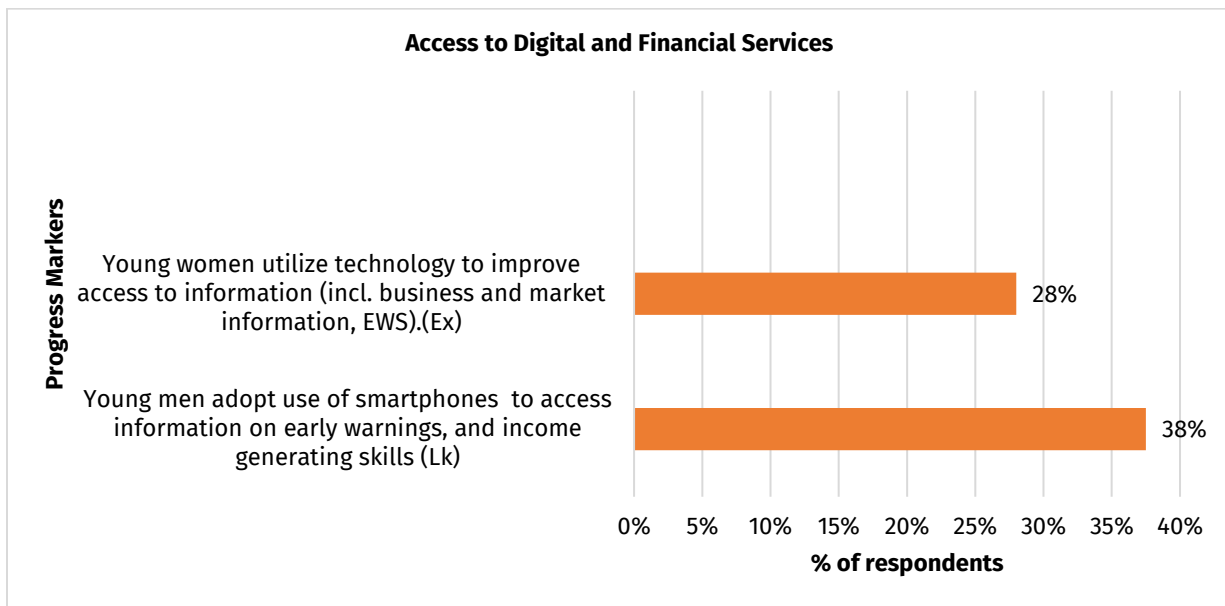 Access to Digital and Financial Services
Progress Markers
Young women utilize technology to improve
access to information (incl. business and market
information, EWS).(Ex)
28%
Young men adopt use of smartphones  to access
information on early warnings, and income
generating skills (Lk)
38%
0% 5% 10% 15% 20% 25% 30% 35% 40%
% of respondents